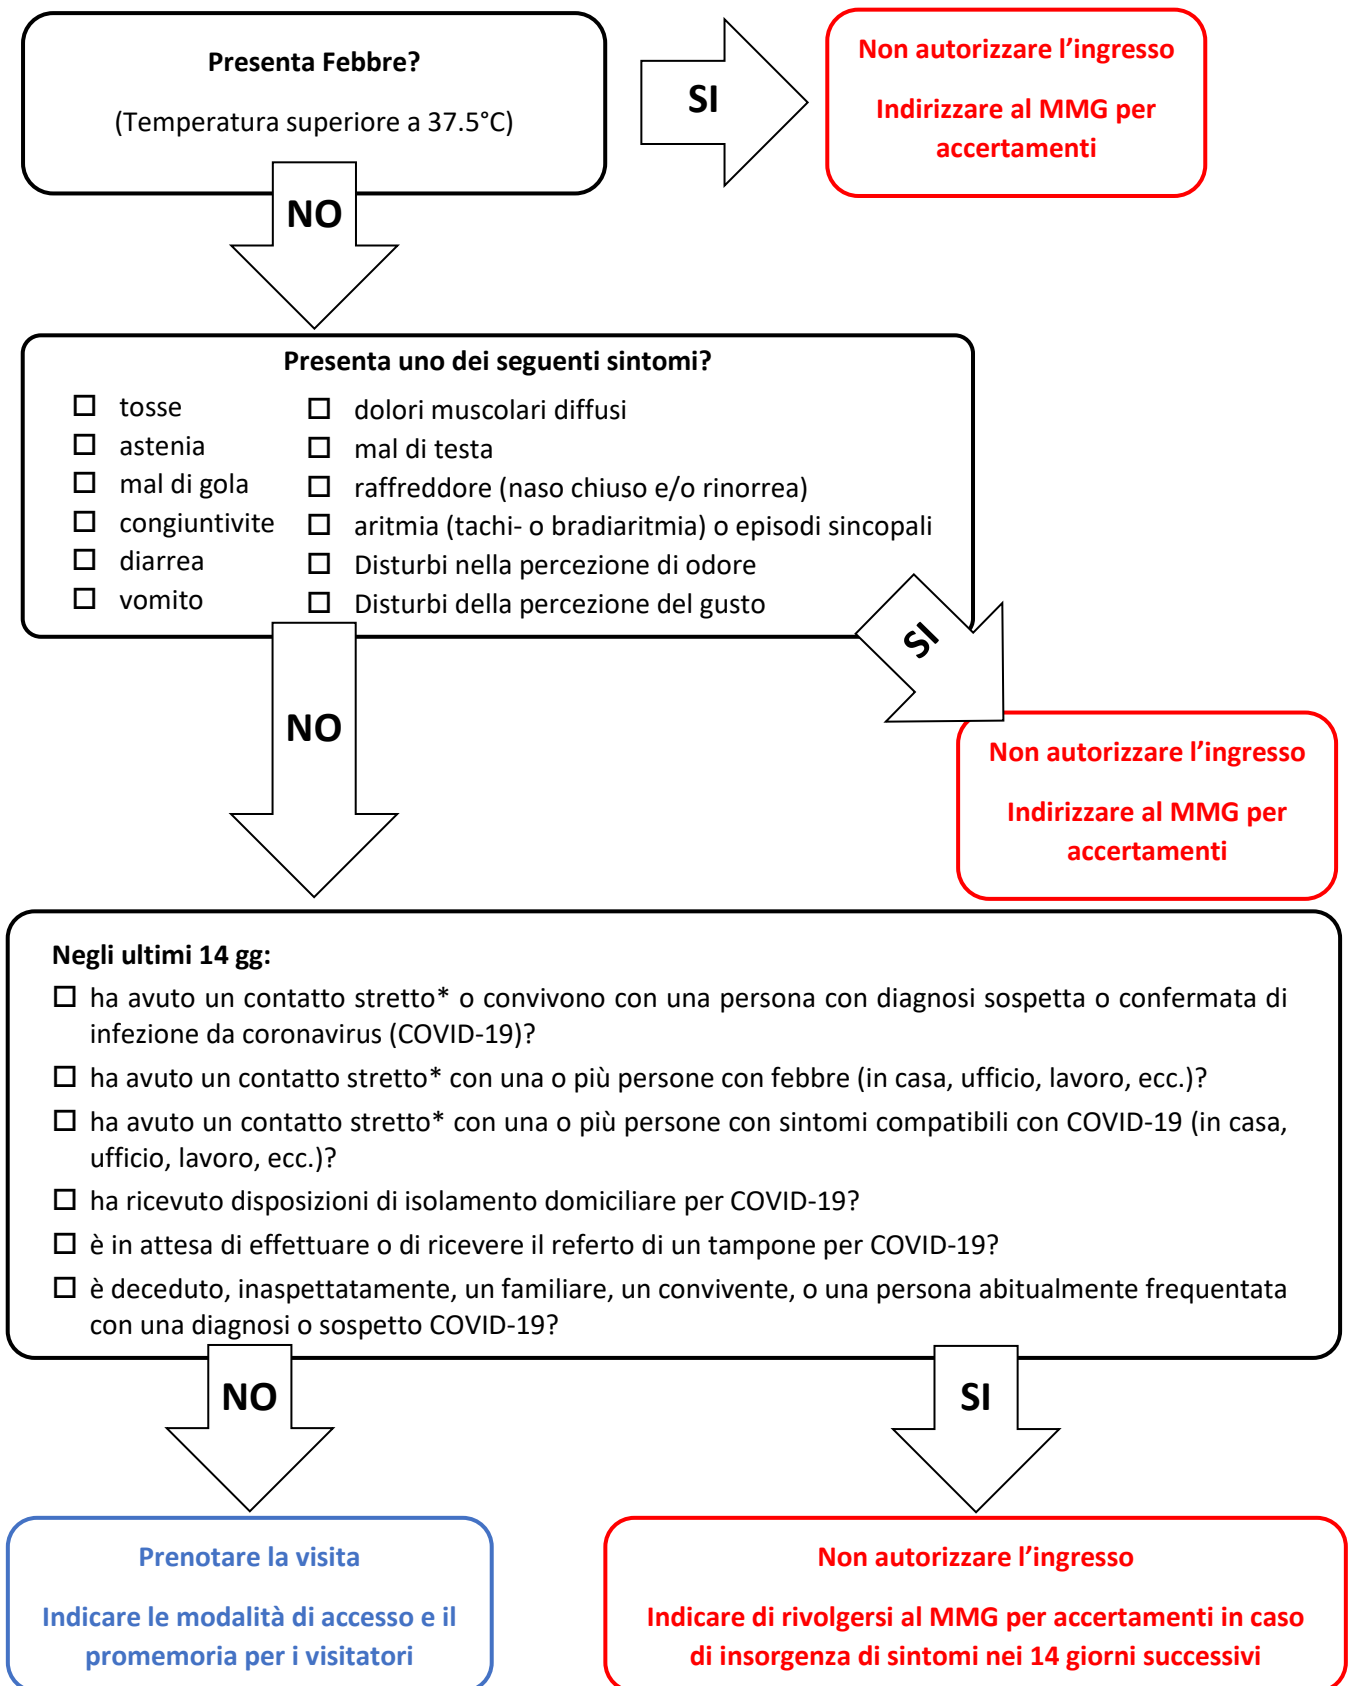 Presenta Febbre?
(Temperatura superiore a 37.5°C)
SI
Non autorizzare l'ingresso
Indirizzare al MMG per
accertamenti
NO
Presenta uno dei seguenti sintomi?
☐ tosse
☐ astenia
☐ mal di gola
☐ congiuntivite
☐ diarrea
☐ vomito
☐ dolori muscolari diffusi
☐ mal di testa
☐ raffreddore (naso chiuso e/o rinorrea)
☐ aritmia (tachi- o bradiaritmia) o episodi sincopali
☐ Disturbi nella percezione di odore
☐ Disturbi della percezione del gusto
SI
NO
Non autorizzare l'ingresso
Indirizzare al MMG per
accertamenti
Negli ultimi 14 gg:
☐ ha avuto un contatto stretto* o convivono con una persona con diagnosi sospetta o confermata di
infezione da coronavirus (COVID-19)?
☐ ha avuto un contatto stretto* con una o più persone con febbre (in casa, ufficio, lavoro, ecc.)?
☐ ha avuto un contatto stretto* con una o più persone con sintomi compatibili con COVID-19 (in casa,
ufficio, lavoro, ecc.)?
☐ ha ricevuto disposizioni di isolamento domiciliare per COVID-19?
☐ è in attesa di effettuare o di ricevere il referto di un tampone per COVID-19?
☐ è deceduto, inaspettatamente, un familiare, un convivente, o una persona abitualmente frequentata
con una diagnosi o sospetto COVID-19?
NO
SI
Prenotare la visita
Indicare le modalità di accesso e il
promemoria per i visitatori
Non autorizzare l'ingresso
Indicare di rivolgersi al MMG per accertamenti in caso
di insorgenza di sintomi nei 14 giorni successivi